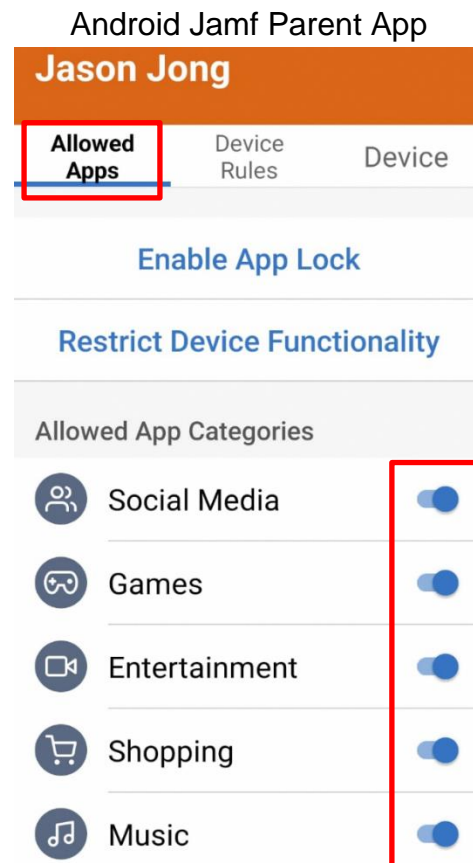 Android Jamf Parent App
Jason Jong
Allowed
Apps
Device
Rules
Device
Enable App Lock
Restrict Device Functionality
Allowed App Categories
Social Media
Games
Entertainment
Shopping
Music